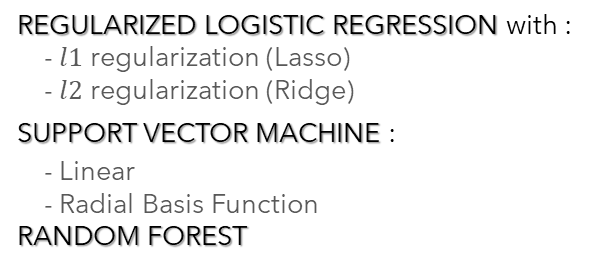 REGULARIZED LOGISTIC REGRESSION with :
- l1 regularization (Lasso)
- l2 regularization (Ridge)
SUPPORT VECTOR MACHINE :
- Linear
- Radial Basis Function
RANDOM FOREST